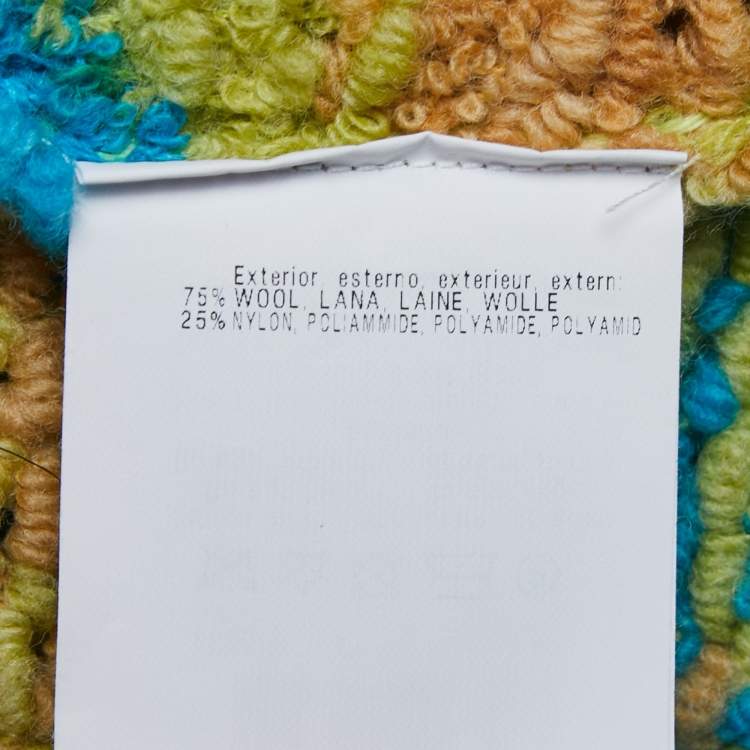 Exterior, esterno, exterieur, extern:
75% WOOL, LANA, LAINE, WOLLE
25% NYLON, POLIAMMIDE, POLYAMIDE, POLYAMID